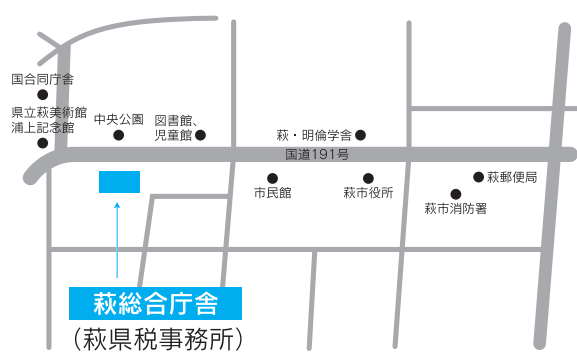 国合同庁舎
県立萩美術館
浦上記念館
中央公園
図書館、
児童館
萩・明倫学舎
国道191号
市民館
萩市役所
萩郵便局
萩市消防署
萩総合庁舎
（萩県税事務所）